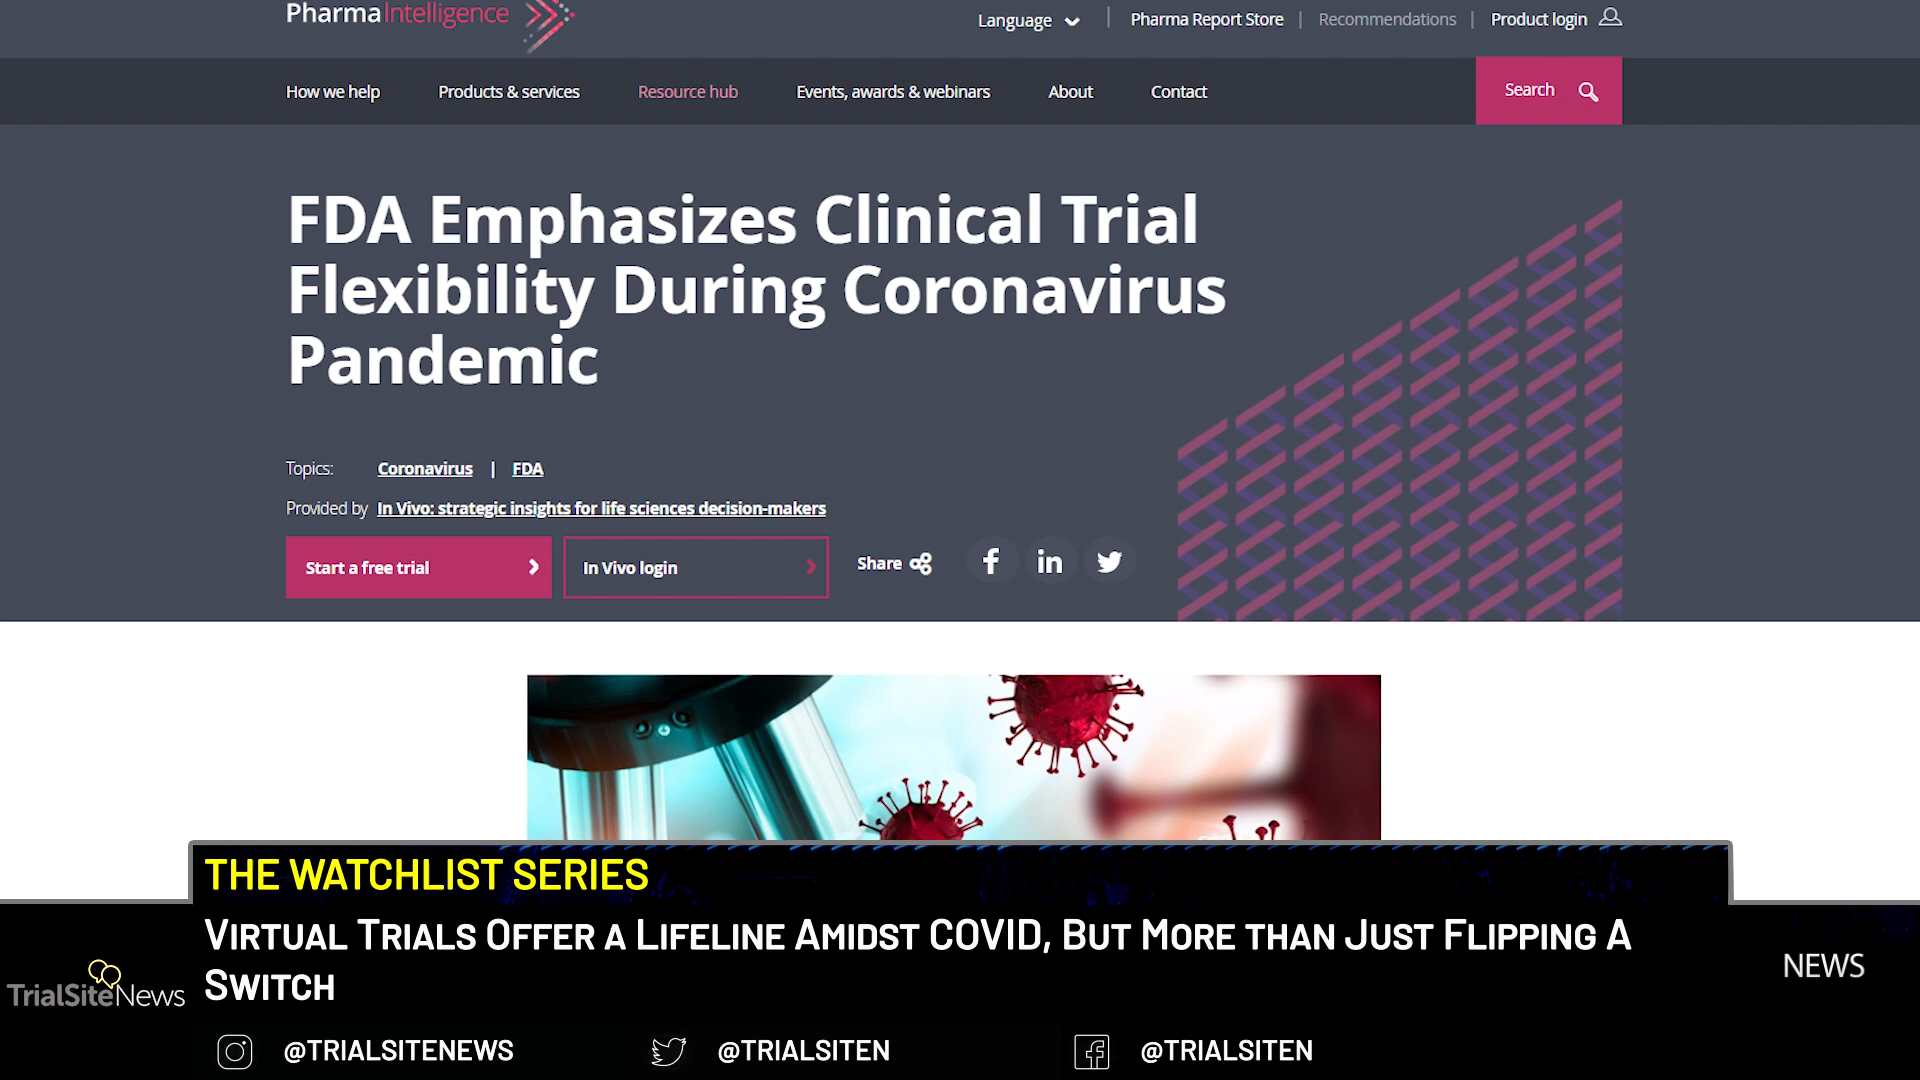 PharmaIntelligence
Language | Pharma Report Store | Recommendations | Product login
How we help Products & services Resource hub Events, awards & webinars About Contact Search
FDA Emphasizes Clinical Trial
Flexibility During Coronavirus
Pandemic
Topics: Coronavirus | FDA
Provided by In Vivo: strategic insights for life sciences decision-makers
Start a free trial In Vivo login Share
THE WATCHLIST SERIES
VIRTUAL TRIALS OFFER A LIFELINE AMIDST COVID, BUT MORE THAN JUST FLIPPING A
SWITCH
TrialSiteNews
NEWS
@TRIALSITENEWS @TRIALSITEN @TRIALSITEN